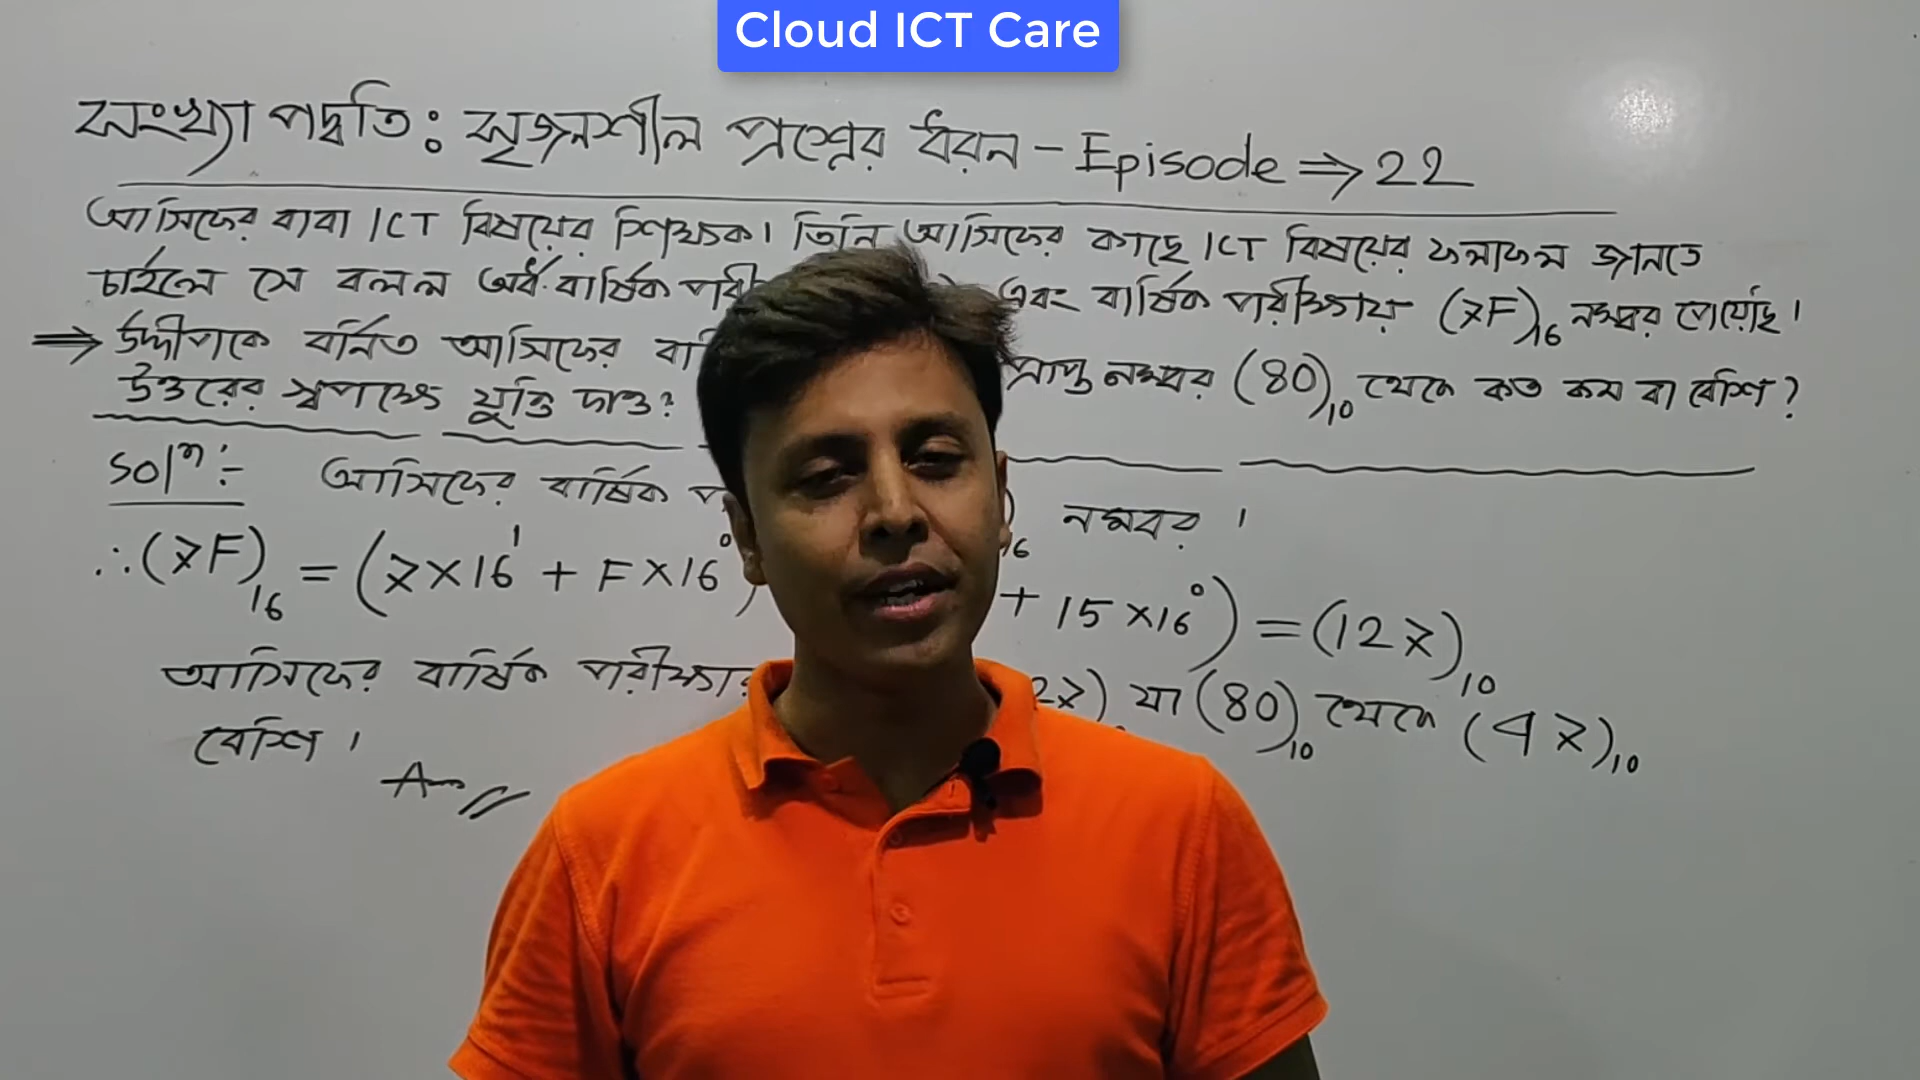 Cloud ICT Care
সংখ্যা পদ্ধতি: সৃজনশীল প্রশ্নের ধরন - Episode ⇒ 22
আসিফের বাবা ICT বিষয়ের শিক্ষক। তিনি আসিফের কাছে ICT বিষয়ের ফলাফল জানতে
চাইলে সে বলল অর্ধ-বার্ষিক এবং বার্ষিক পরীক্ষায় (7F)₁₆ নম্বর পেয়েছি।
⇒ উদ্দীপকে বর্নিত আসিফের প্রাপ্ত নম্বর (80)₁₀ থেকে কত কম বা বেশি?
উত্তরের স্বপক্ষে যুক্তি দাও?
Solⁿ:- আসিফের বার্ষিক নম্বর।
∴ (7F)₁₆ = (7×16¹ + F×16⁰) + 15×16⁰) = (127)₁₀
আসিফের বার্ষিক পরীক্ষার 27) যা (80)₁₀ থেকে (47)₁₀
বেশি।
Ans